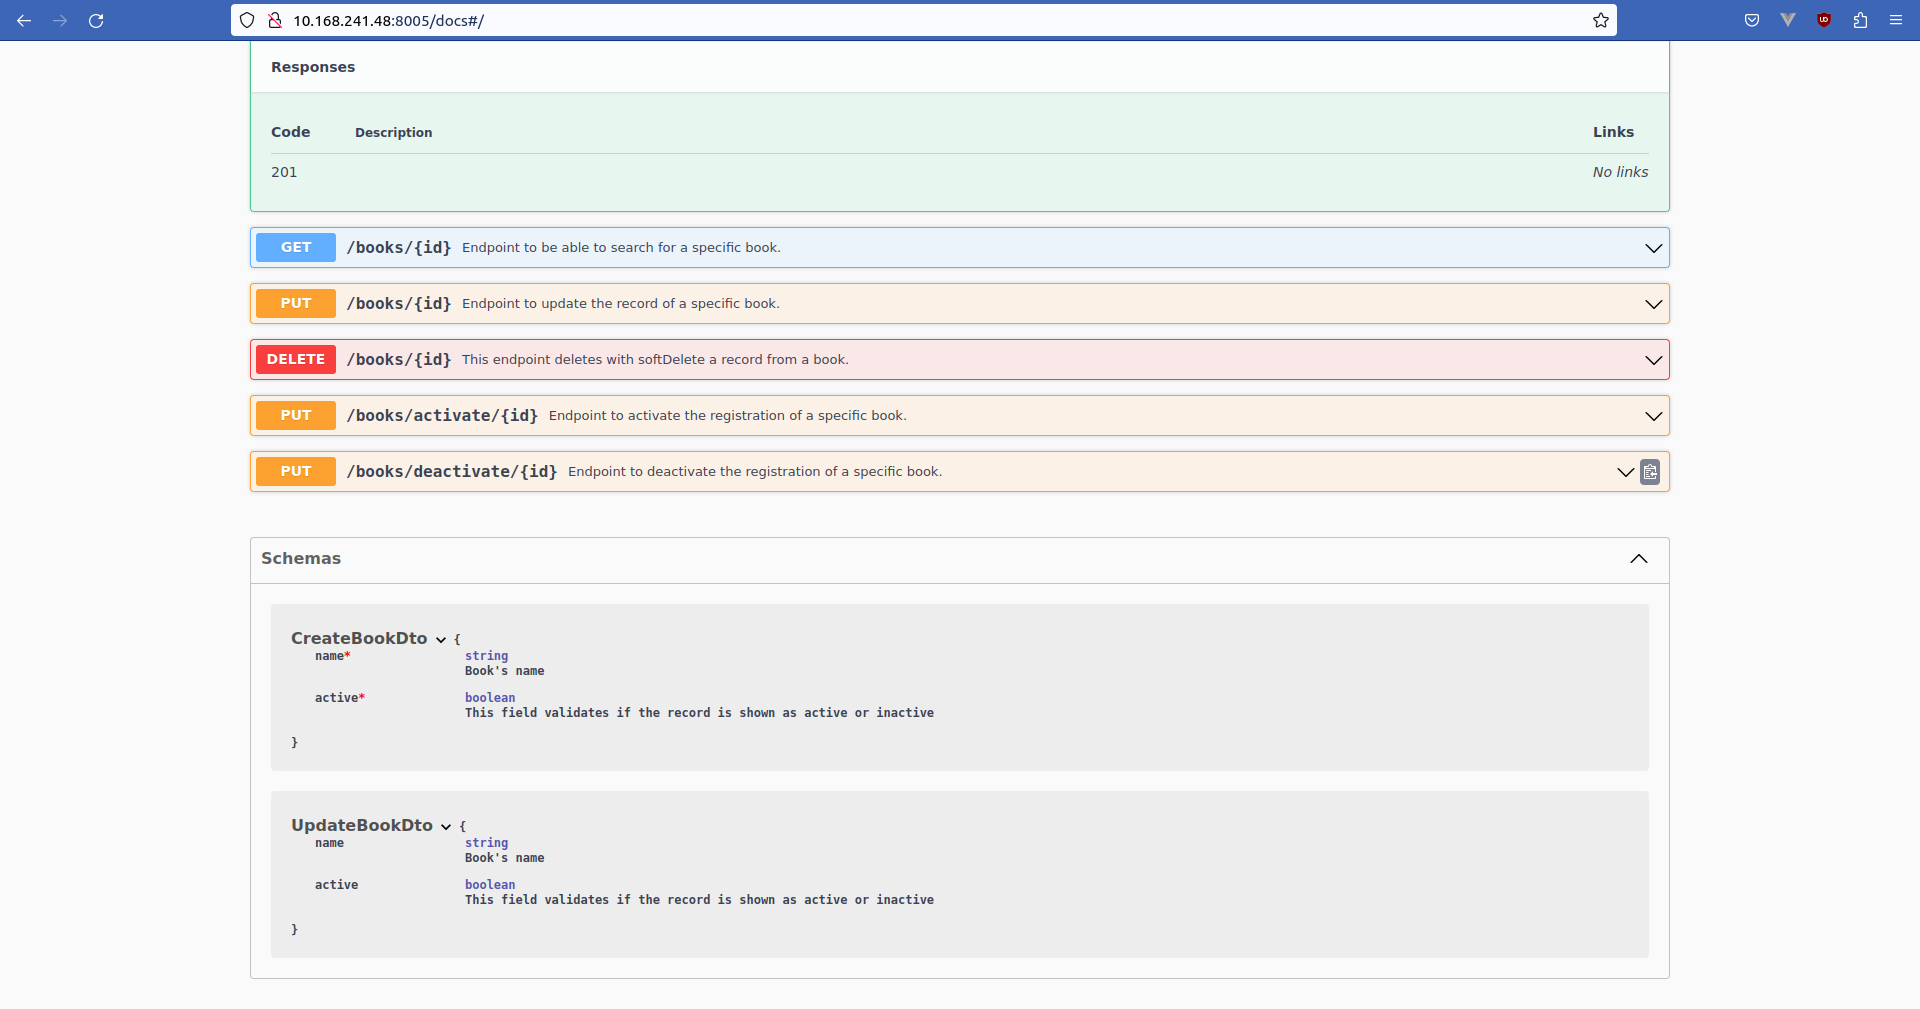 10.168.241.48:8005/docs#/
Responses
Code Description Links
201 No links
GET /books/{id} Endpoint to be able to search for a specific book.
PUT /books/{id} Endpoint to update the record of a specific book.
DELETE /books/{id} This endpoint deletes with softDelete a record from a book.
PUT /books/activate/{id} Endpoint to activate the registration of a specific book.
PUT /books/deactivate/{id} Endpoint to deactivate the registration of a specific book.
Schemas
CreateBookDto {
name* string
Book's name
active* boolean
This field validates if the record is shown as active or inactive
}
UpdateBookDto {
name string
Book's name
active boolean
This field validates if the record is shown as active or inactive
}